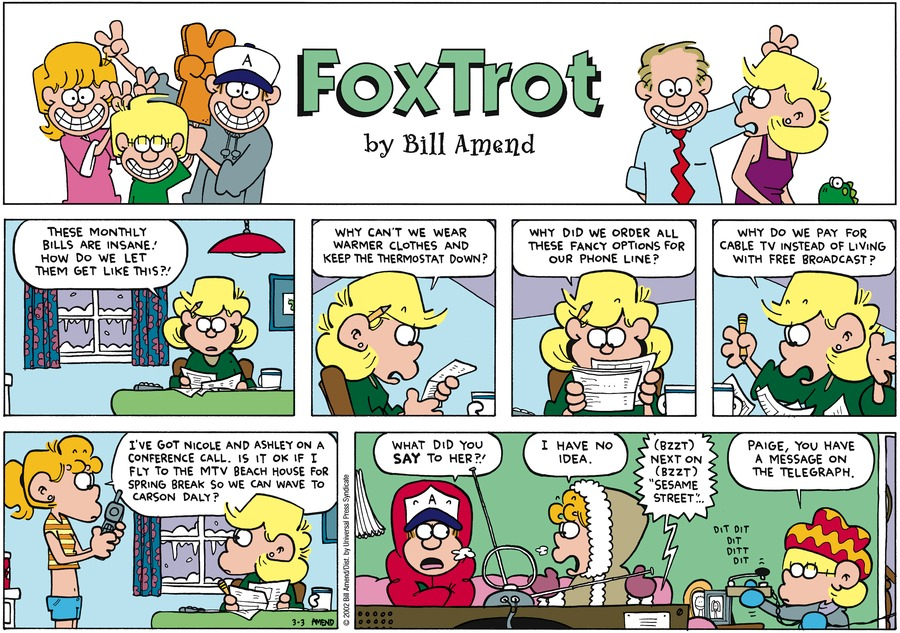 A
FOXTROT
by Bill Amend
THESE MONTHLY
BILLS ARE INSANE!
HOW DO WE LET
THEM GET LIKE THIS?!
WHY CAN'T WE WEAR
WARMER CLOTHES AND
KEEP THE THERMOSTAT DOWN?
WHY DID WE ORDER ALL
THESE FANCY OPTIONS FOR
OUR PHONE LINE?
WHY DO WE PAY FOR
CABLE TV INSTEAD OF LIVING
WITH FREE BROADCAST?
I'VE GOT NICOLE AND ASHLEY ON A
CONFERENCE CALL. IS IT OK IF I
FLY TO THE MTV BEACH HOUSE FOR
SPRING BREAK SO WE CAN WAVE TO
CARSON DALY?
3-3 AMEND
© 2002 Bill Amend/Dist. by Universal Press Syndicate
WHAT DID YOU
SAY TO HER?!
A
I HAVE NO
IDEA.
(BZZT)
NEXT ON
(BZZT)
"SESAME
STREET"...
PAIGE, YOU HAVE
A MESSAGE ON
THE TELEGRAPH.
DIT DIT
DIT
DITT
DIT